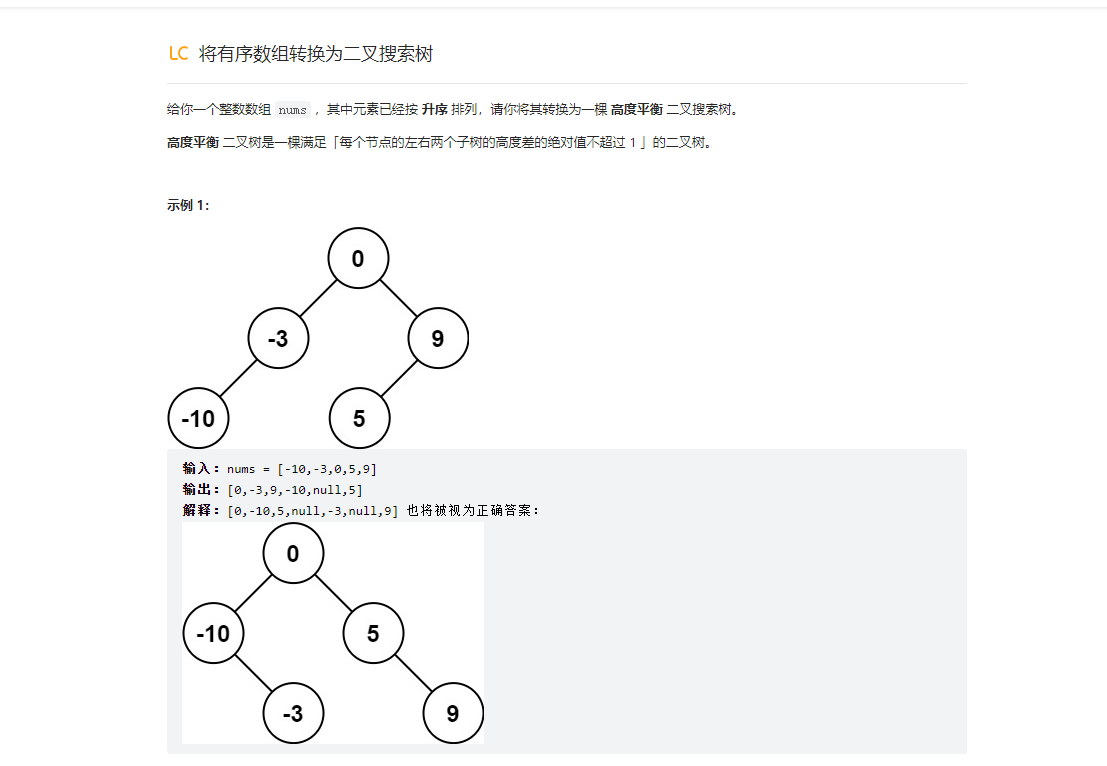 LC 将有序数组转换为二叉搜索树
给你一个整数数组 nums ，其中元素已经按 升序 排列，请你将其转换为一棵 高度平衡 二叉搜索树。
高度平衡 二叉树是一棵满足「每个节点的左右两个子树的高度差的绝对值不超过 1 」的二叉树。
示例 1：
0
-3 9
-10 5
输入：nums = [-10,-3,0,5,9]
输出：[0,-3,9,-10,null,5]
解释：[0,-10,5,null,-3,null,9] 也将被视为正确答案：
0
-10 5
-3 9